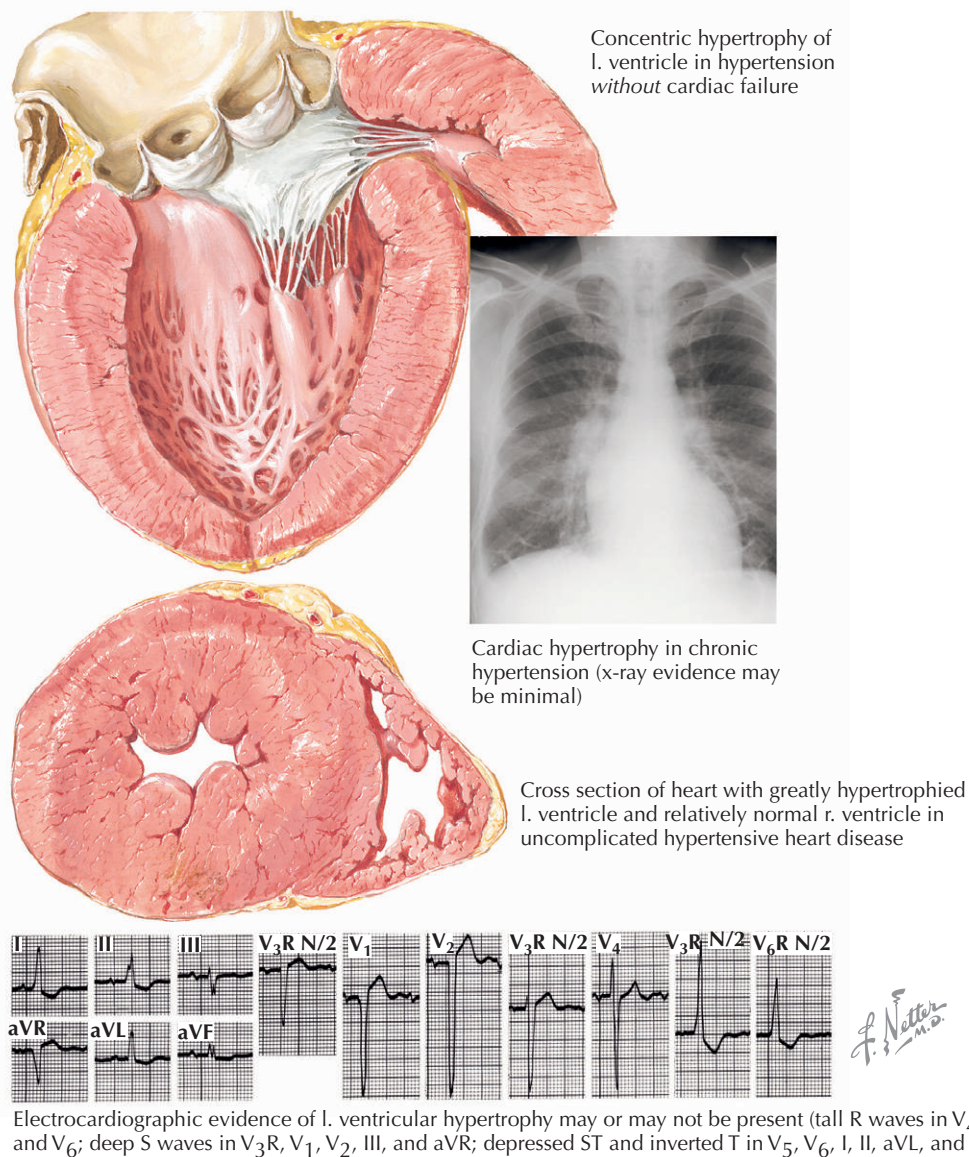 Concentric hypertrophy of
l. ventricle in hypertension
without cardiac failure
Cardiac hypertrophy in chronic
hypertension (x-ray evidence may
be minimal)
Cross section of heart with greatly hypertrophied
l. ventricle and relatively normal r. ventricle in
uncomplicated hypertensive heart disease
I II III V₃R N/2 V₁ V₂ V₃R N/2 V₄ V₃R N/2 V₆R N/2
aVR aVL aVF
F. Netter
M.D.
Electrocardiographic evidence of l. ventricular hypertrophy may or may not be present (tall R waves in V
and V₆; deep S waves in V₃R, V₁, V₂, III, and aVR; depressed ST and inverted T in V₅, V₆, I, II, aVL, and